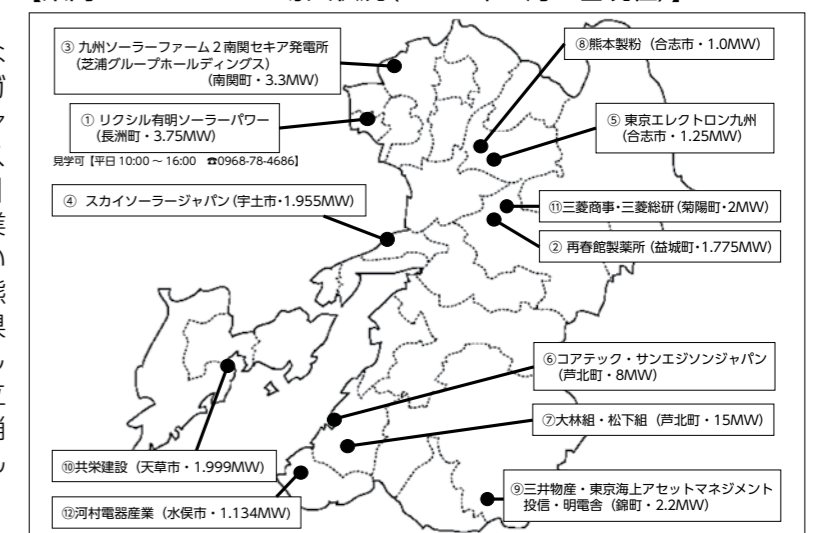 ③ 九州ソーラーファーム２南関セキア発電所
（芝浦グループホールディングス）
（南関町・3.3MW）
⑧熊本製粉（合志市・1.0MW）
① リクシル有明ソーラーパワー
（長洲町・3.75MW）
見学可【平日 10:00 ～ 16:00　☎0968-78-4686】
⑤ 東京エレクトロン九州
（合志市・1.25MW）
④　スカイソーラージャパン（宇土市・1.955MW）
⑪三菱商事・三菱総研（菊陽町・2MW）
② 再春館製薬所（益城町・1.775MW）
⑥コアテック・サンエジソンジャパン
（芦北町・8MW）
⑦大林組・松下組（芦北町・15MW）
⑩共栄建設（天草市・1.999MW）
⑫河村電器産業（水俣市・1.134MW）
⑨三井物産・東京海上アセットマネジメント
投信・明電舎（錦町・2.2MW）